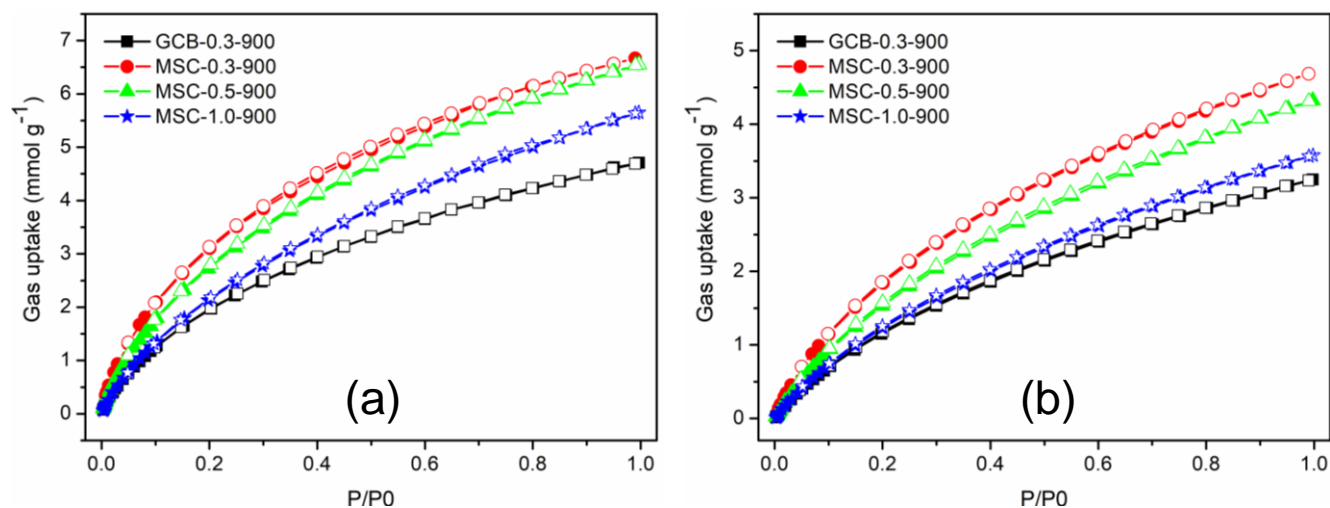 Gas uptake (mmol g⁻¹)
7
6
5
4
3
2
1
0
GCB-0.3-900
MSC-0.3-900
MSC-0.5-900
MSC-1.0-900
(a)
0.0 0.2 0.4 0.6 0.8 1.0
P/P0
Gas uptake (mmol g⁻¹)
5
4
3
2
1
0
GCB-0.3-900
MSC-0.3-900
MSC-0.5-900
MSC-1.0-900
(b)
0.0 0.2 0.4 0.6 0.8 1.0
P/P0